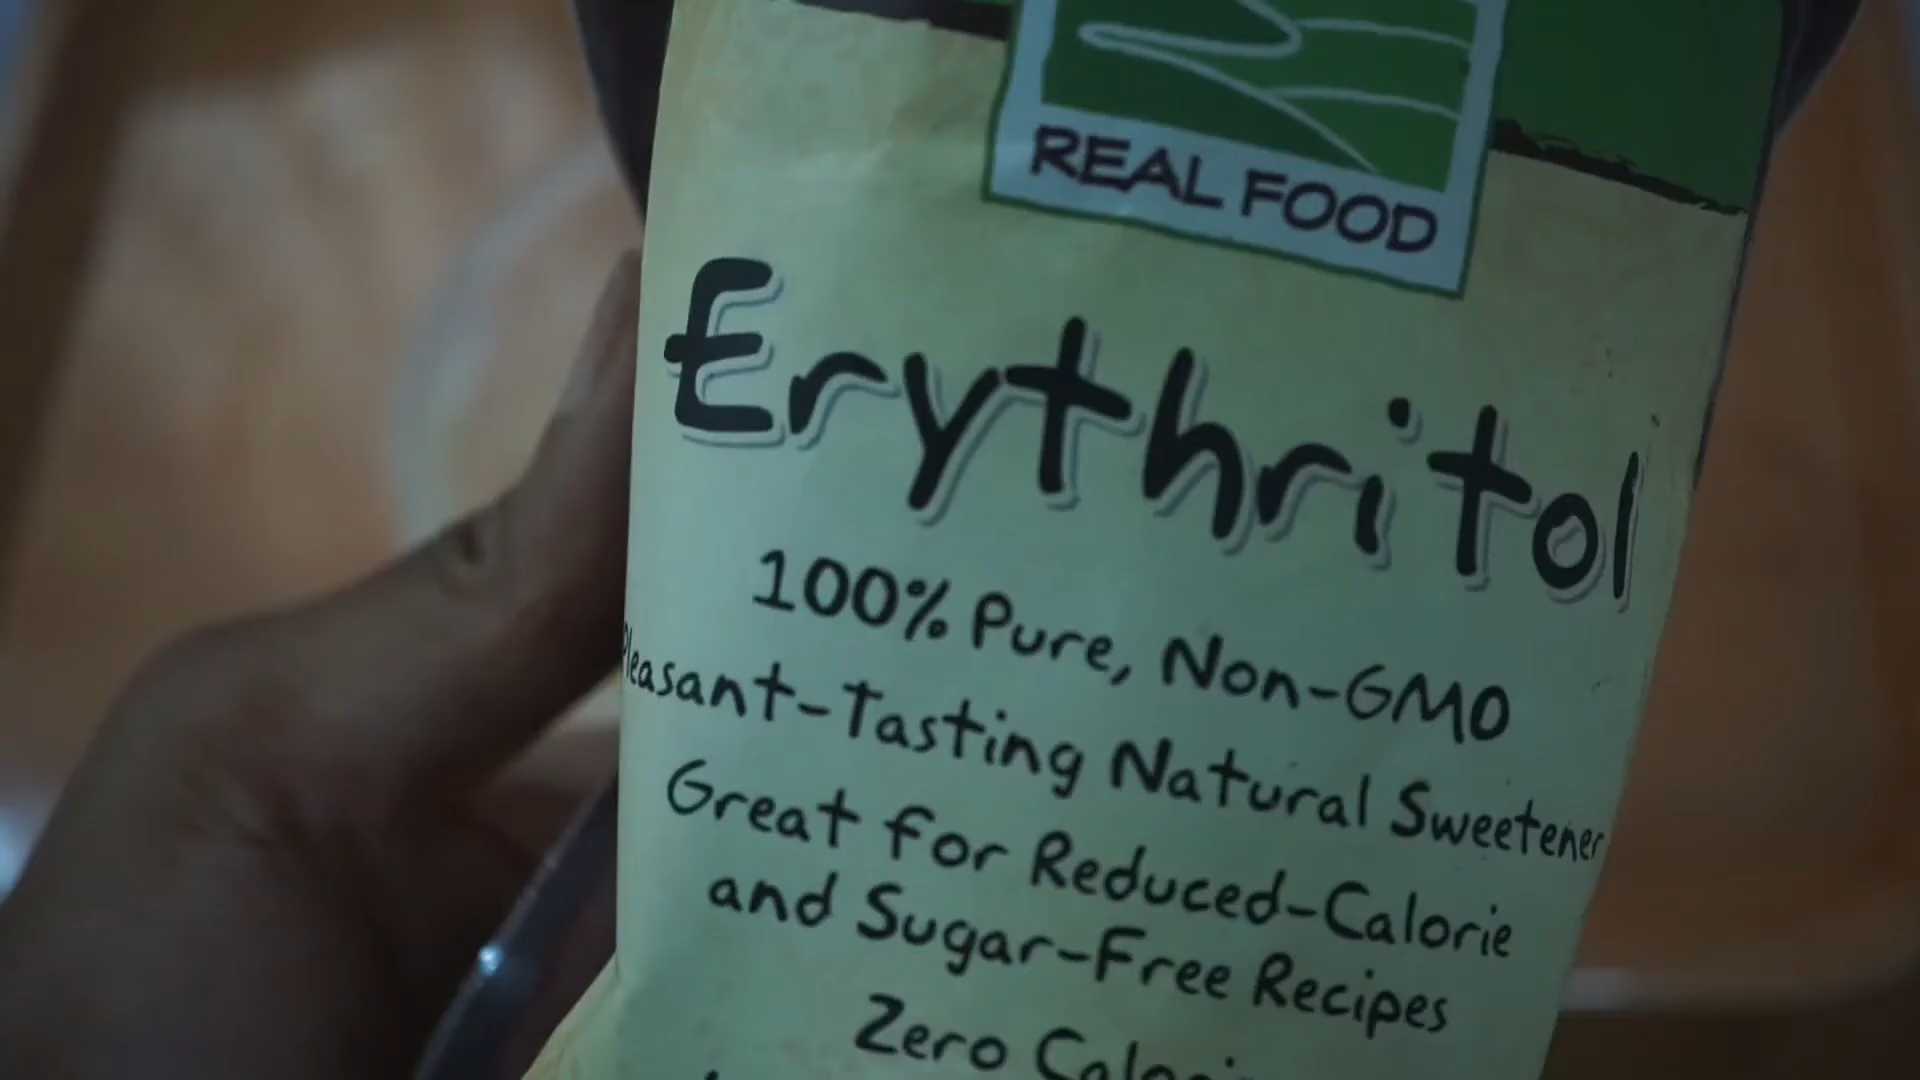 REAL FOOD
Erythritol
100% Pure, Non-GMO
Pleasant-Tasting Natural Sweetener
Great for Reduced-Calorie
and Sugar-Free Recipes
Zero